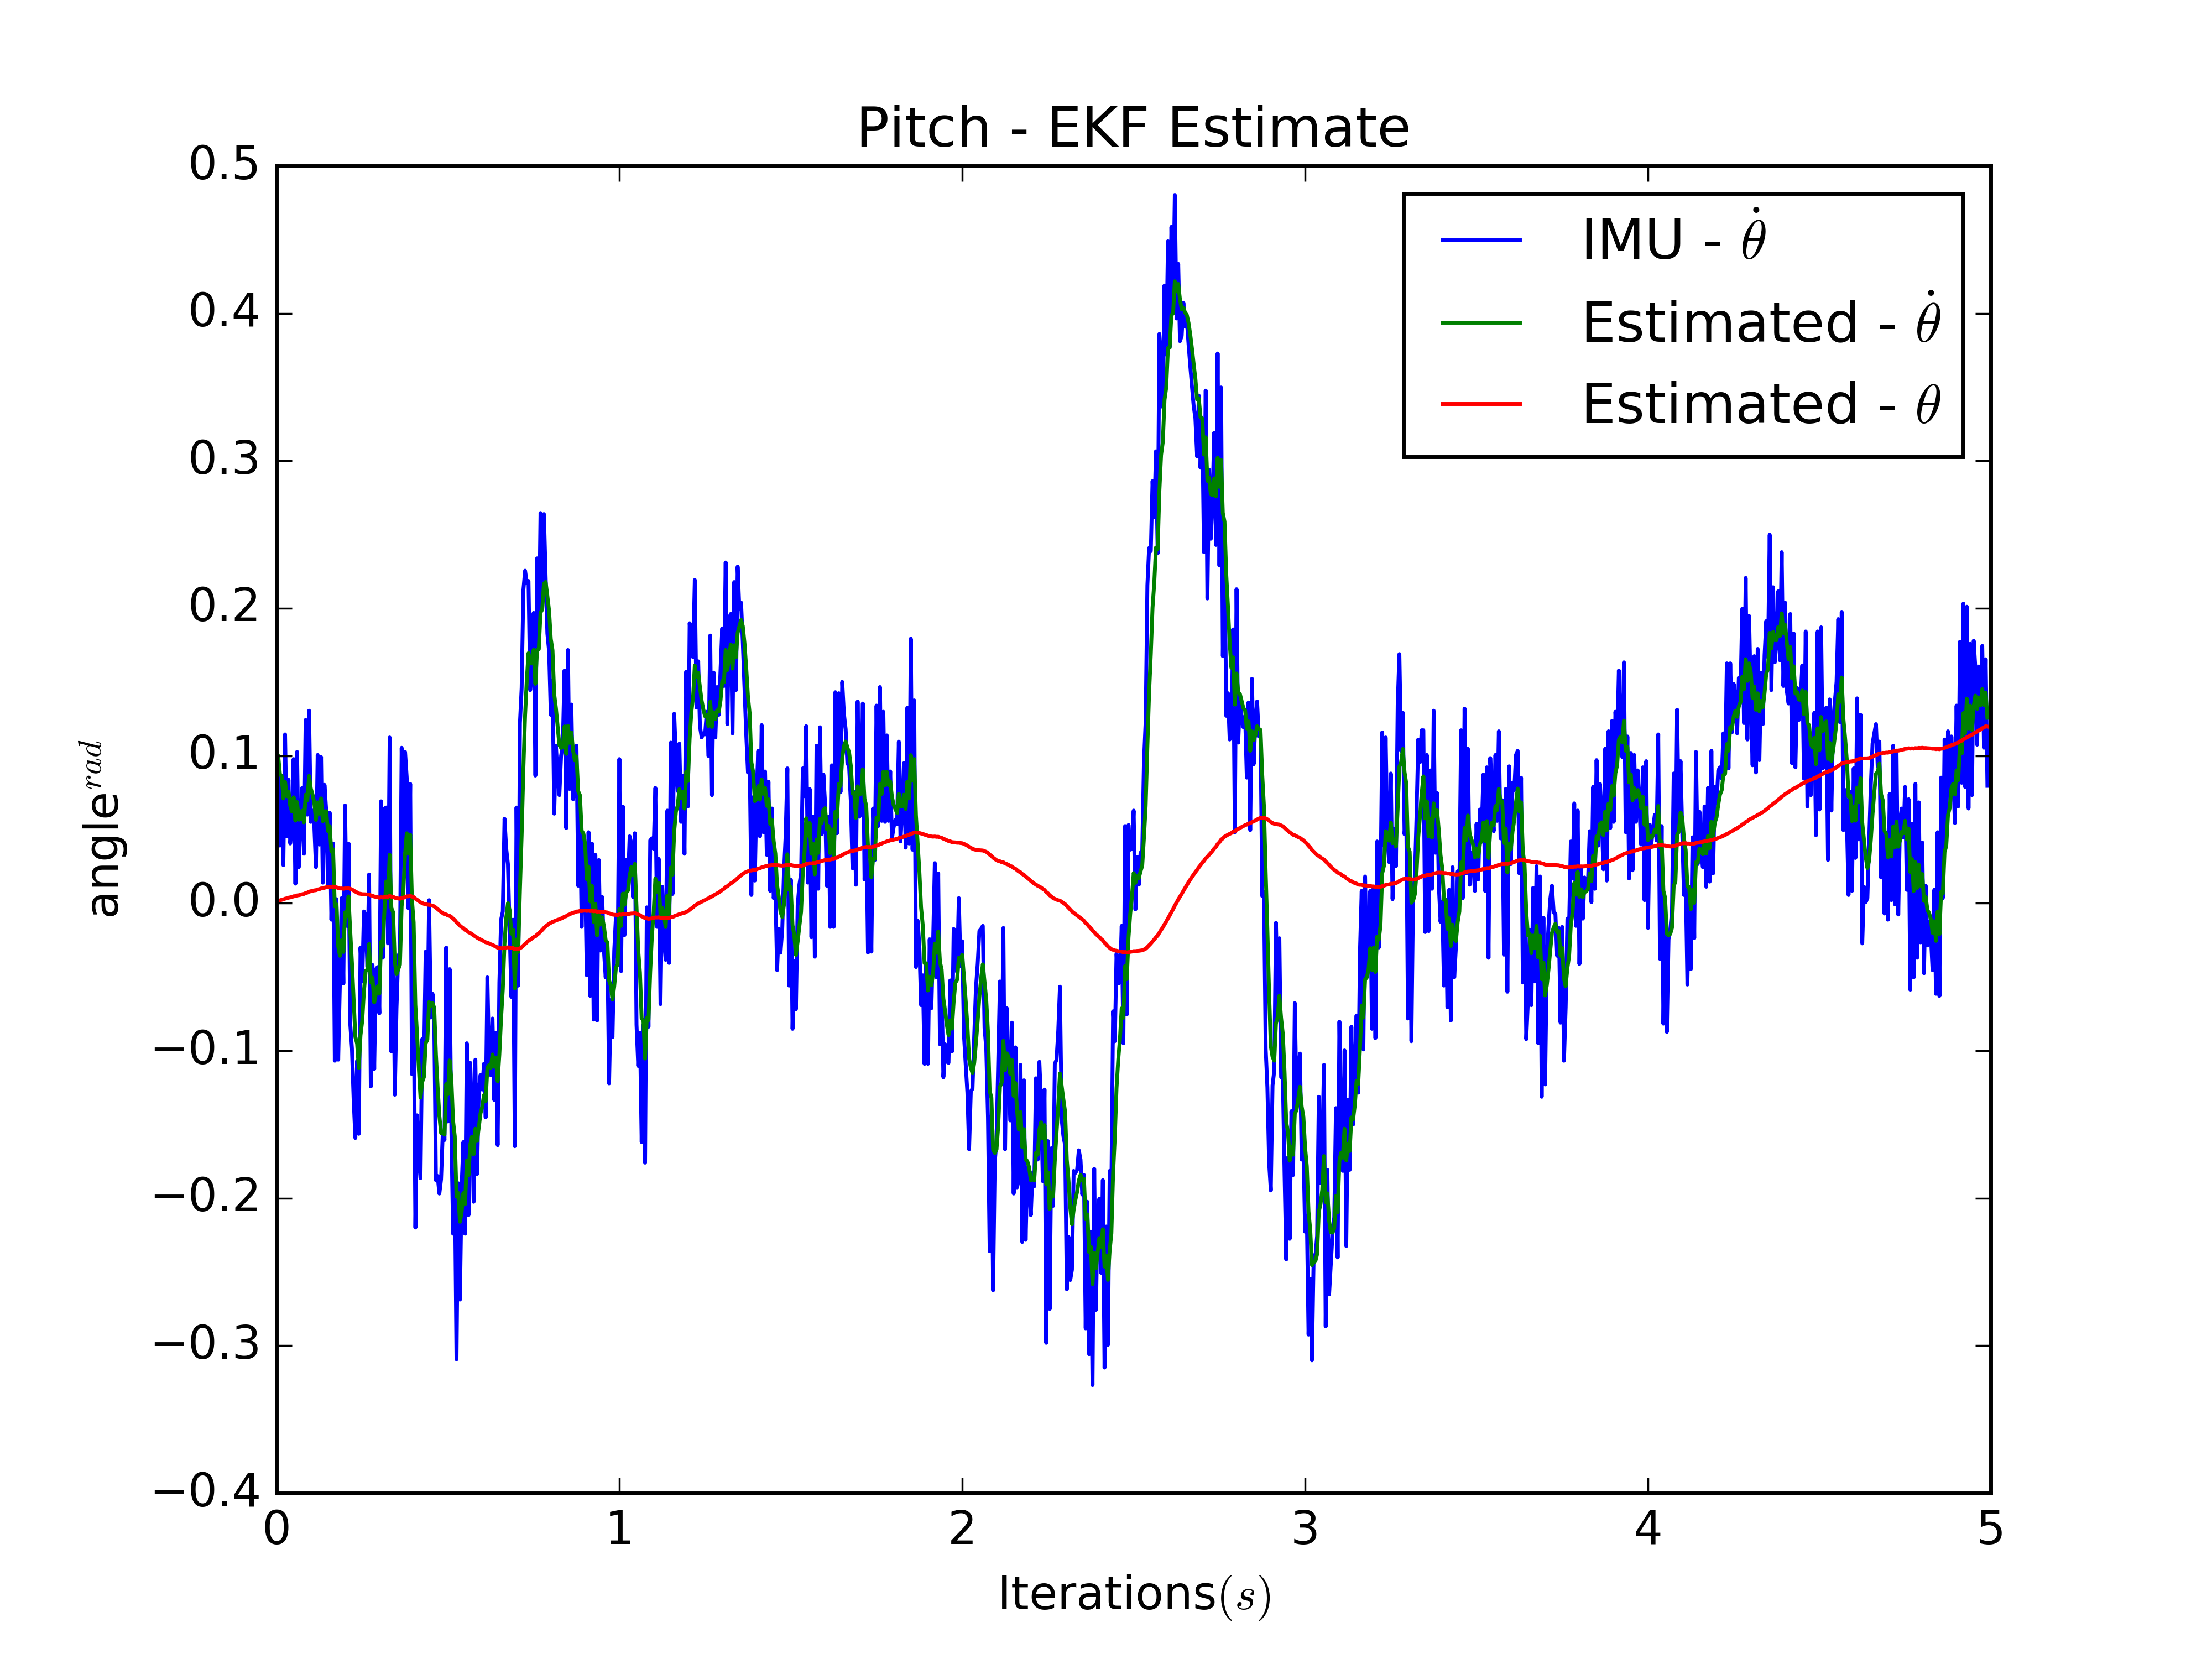 Pitch - EKF Estimate
0.5
0.4
0.3
0.2
0.1
0.0
−0.1
−0.2
−0.3
−0.4
angle^rad
0 1 2 3 4 5
Iterations(s)
IMU - θ̇
Estimated - θ̇
Estimated - θ